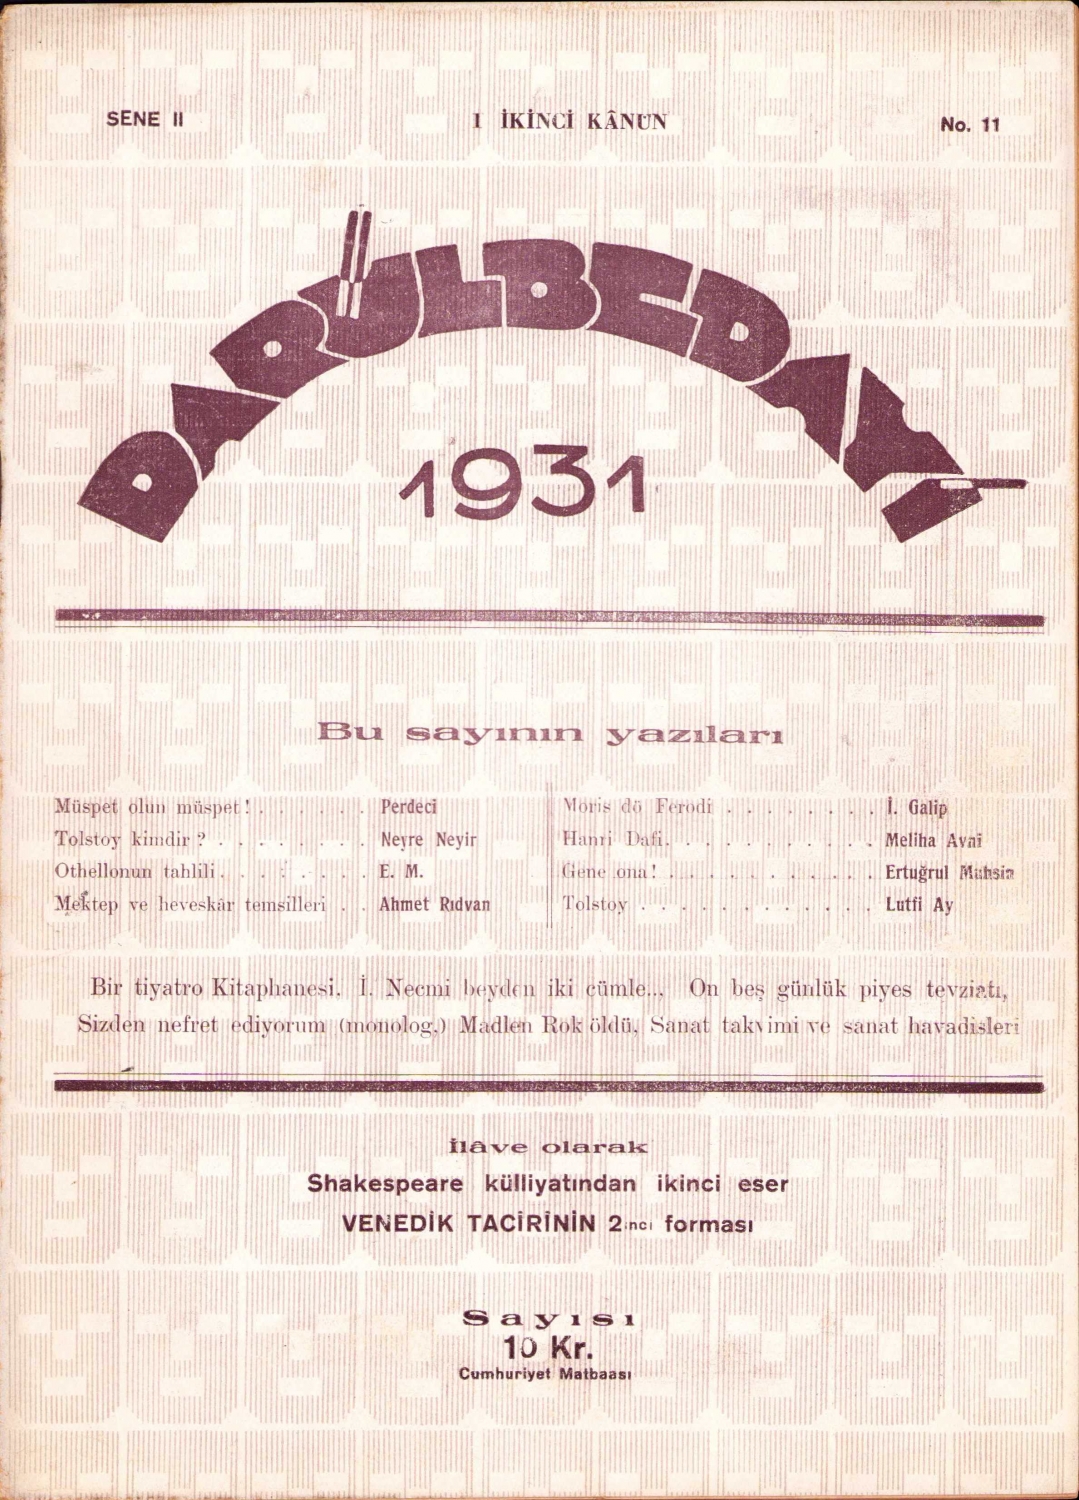 SENE II
1 İKİNCİ KÂNUN
No. 11
DARÜLBEDAYİ
1931
Bu sayının yazıları
Müspet olun müspet! . . . . . . Perdeci
Tolstoy kimdir ? . . . . . . . . Neyre Neyir
Othellonun tahlili . . . . . . . E. M.
Mektep ve heveskâr temsilleri . . Ahmet Rıdvan
Moris dö Ferodi . . . . . . . . İ. Galip
Hanri Dafi. . . . . . . . . . . Meliha Avni
Gene ona! . . . . . . . . . . . Ertuğrul Muhsin
Tolstoy . . . . . . . . . . . . Lutfi Ay
Bir tiyatro Kitaphanesi. İ. Necmi beyden iki cümle... On beş günlük piyes tevziatı,
Sizden nefret ediyorum (monolog.) Madlen Rok öldü, Sanat takvimi ve sanat havadisleri
İlâve olarak
Shakespeare külliyatından ikinci eser
VENEDİK TACİRİNİN 2inci forması
Sayısı
10 Kr.
Cumhuriyet Matbaası